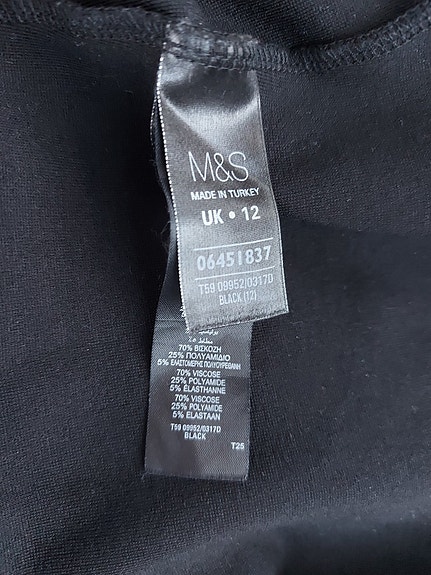 M&S
MADE IN TURKEY
UK • 12
06451837
T59 09952/0317D
BLACK (12)
70% ΒΙΣΚΟΖΗ
25% ΠΟΛΥΑΜΙΔΙΟ
5% ΕΛΑΣΤΟΜΕΡΗΣ ΠΟΛΥΟΥΡΕΘΑΝΗ
70% VISCOSE
25% POLYAMIDE
5% ELASTHANNE
70% VISCOSE
25% POLYAMIDE
5% ELASTAAN
T59 09952/0317D
BLACK
T25